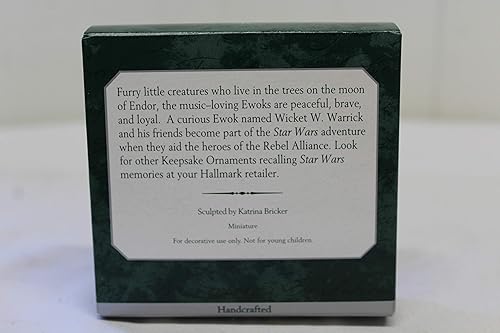 Furry little creatures who live in the trees on the moon
of Endor, the music-loving Ewoks are peaceful, brave,
and loyal. A curious Ewok named Wicket W. Warrick
and his friends become part of the Star Wars adventure
when they aid the heroes of the Rebel Alliance. Look
for other Keepsake Ornaments recalling Star Wars
memories at your Hallmark retailer.
Sculpted by Katrina Bricker
Miniature
For decorative use only. Not for young children.
Handcrafted